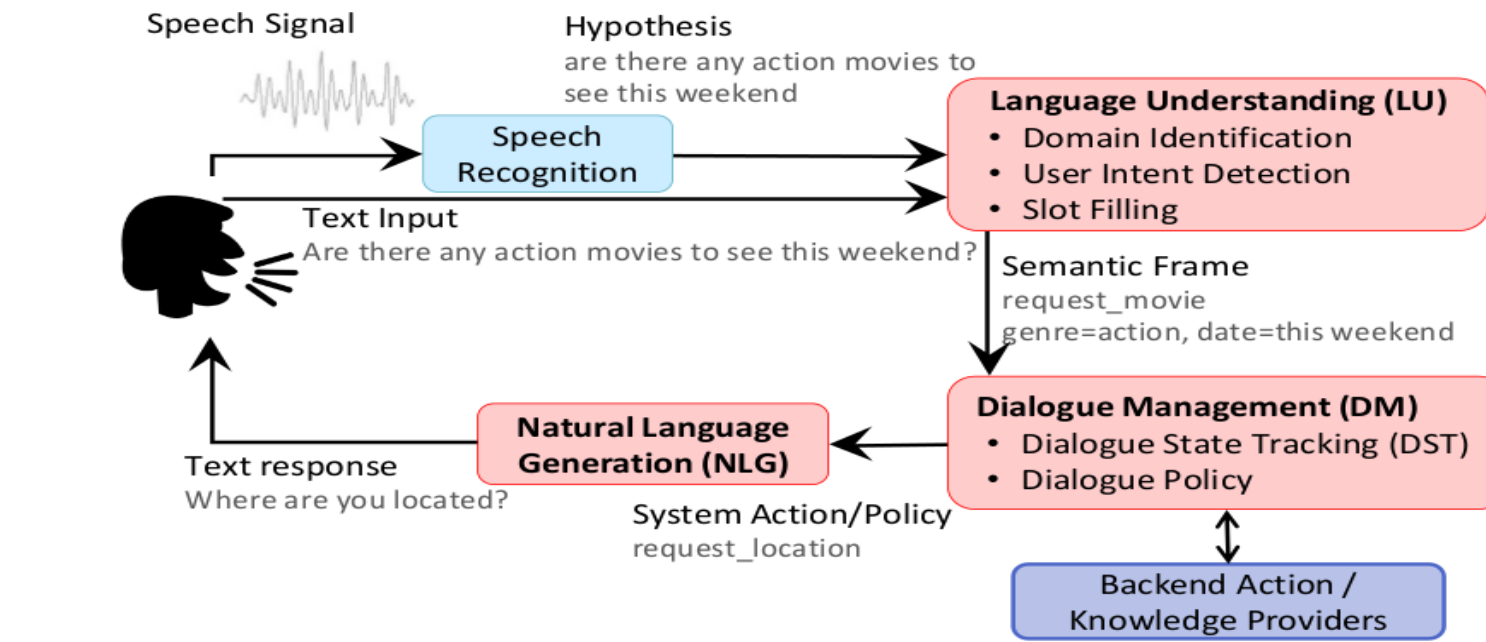 Speech Signal
Hypothesis
are there any action movies to
see this weekend
Speech
Recognition
Language Understanding (LU)
• Domain Identification
• User Intent Detection
• Slot Filling
Text Input
Are there any action movies to see this weekend?
Semantic Frame
request_movie
genre=action, date=this weekend
Dialogue Management (DM)
• Dialogue State Tracking (DST)
• Dialogue Policy
Natural Language
Generation (NLG)
Text response
Where are you located?
System Action/Policy
request_location
Backend Action /
Knowledge Providers